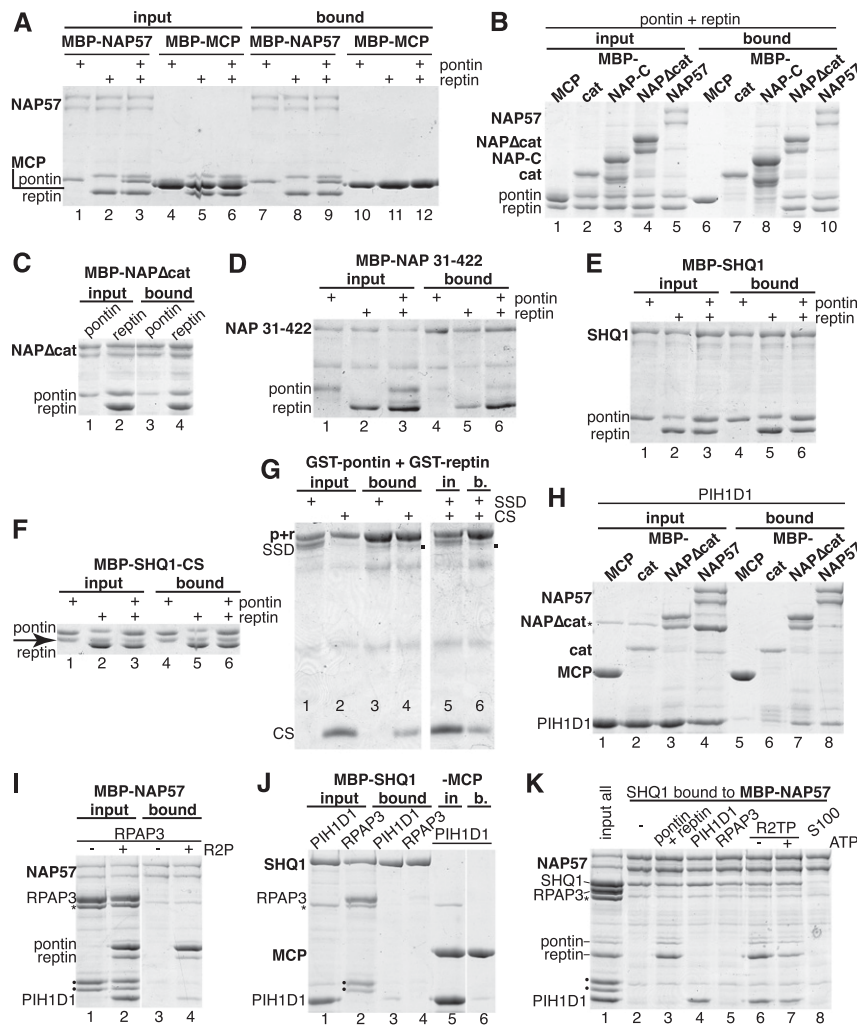 A
input bound
MBP-NAP57 MBP-MCP MBP-NAP57 MBP-MCP
+ + + + + + + + pontin
+ + + + + + + + reptin
NAP57
MCP
pontin
reptin
1 2 3 4 5 6 7 8 9 10 11 12
B
pontin + reptin
input bound
MBP- MBP-
MCP cat NAP-C NAPΔcat NAP57 MCP cat NAP-C NAPΔcat NAP57
NAP57
NAPΔcat
NAP-C
cat
pontin
reptin
1 2 3 4 5 6 7 8 9 10
C
MBP-NAPΔcat
input bound
pontin reptin pontin reptin
NAPΔcat
pontin
reptin
1 2 3 4
D
MBP-NAP 31-422
input bound
+ + + + pontin
+ + + + reptin
NAP 31-422
pontin
reptin
1 2 3 4 5 6
E
MBP-SHQ1
input bound
+ + + + pontin
+ + + + reptin
SHQ1
pontin
reptin
1 2 3 4 5 6
F
MBP-SHQ1-CS
input bound
+ + + + pontin
+ + + + reptin
pontin
reptin
1 2 3 4 5 6
G
GST-pontin + GST-reptin
input bound in b.
+ + + + SSD
+ + + + CS
p+r
SSD
1 2 3 4 5 6
CS
H
PIH1D1
input bound
MBP- MBP-
MCP cat NAPΔcat NAP57 MCP cat NAPΔcat NAP57
NAP57
NAPΔcat*
cat
MCP
PIH1D1
1 2 3 4 5 6 7 8
I
MBP-NAP57
input bound
RPAP3
- + - + R2P
NAP57
RPAP3
*
pontin
reptin
PIH1D1
1 2 3 4
J
MBP-SHQ1 -MCP
input bound in b.
PIH1D1 RPAP3 PIH1D1 RPAP3 PIH1D1
SHQ1
RPAP3
*
MCP
PIH1D1
1 2 3 4 5 6
K
input all
SHQ1 bound to MBP-NAP57
- pontin + reptin PIH1D1 RPAP3 R2TP S100
- + ATP
NAP57
SHQ1
RPAP3*
pontin
reptin
PIH1D1
1 2 3 4 5 6 7 8